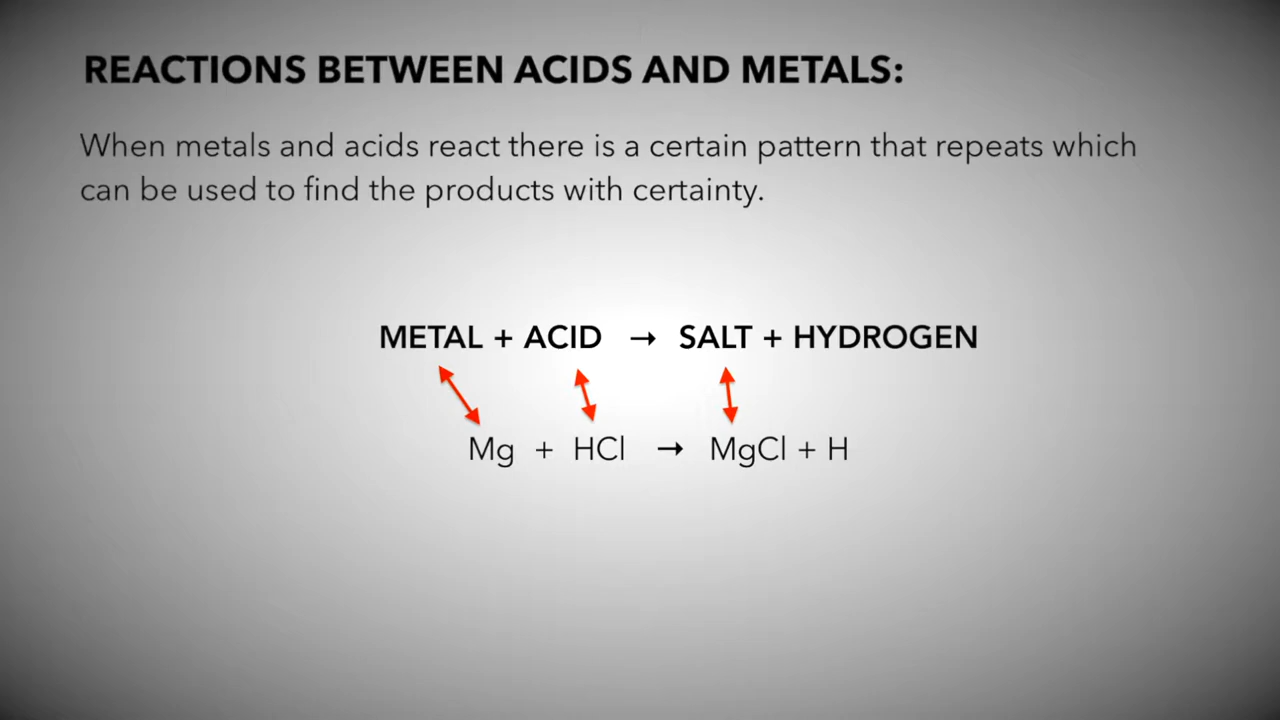 REACTIONS BETWEEN ACIDS AND METALS:
When metals and acids react there is a certain pattern that repeats which
can be used to find the products with certainty.
METAL + ACID → SALT + HYDROGEN
Mg + HCl → MgCl + H